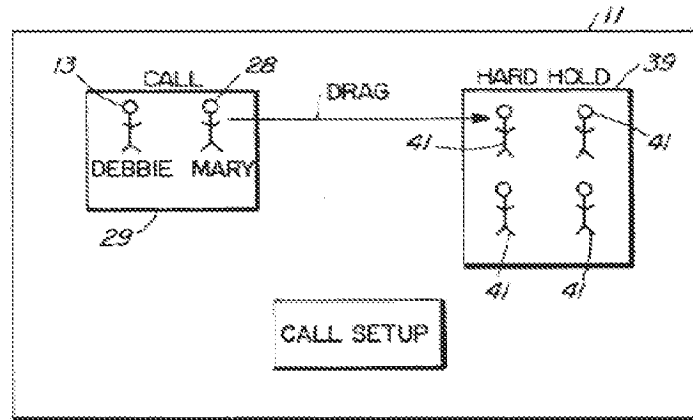 11
13 CALL 28 HARD HOLD 39
DRAG
41 41
DEBBIE MARY
29 41 41
CALL SETUP